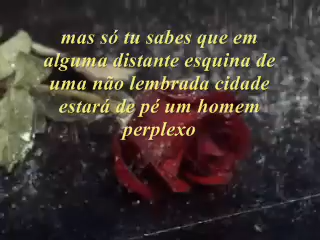 mas só tu sabes que em
alguma distante esquina de
uma não lembrada cidade
estará de pé um homem
perplexo